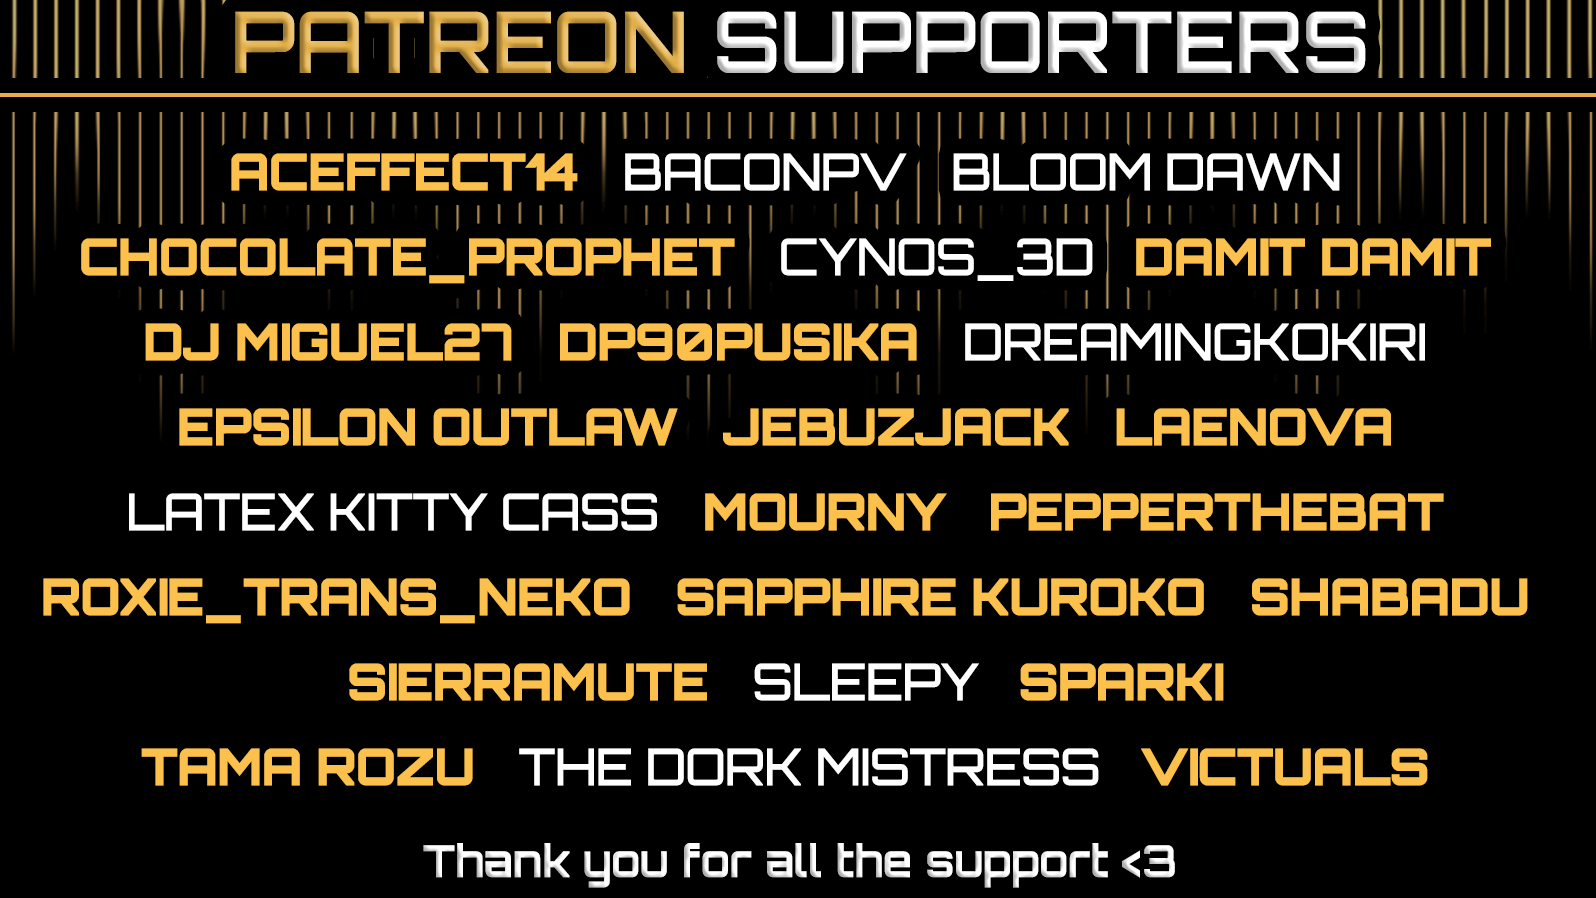 PATREON SUPPORTERS
ACEFFECT14 BACONPV BLOOM DAWN
CHOCOLATE_PROPHET CYNOS_3D DAMIT DAMIT
DJ MIGUEL27 DP90PUSIKA DREAMINGKOKIRI
EPSILON OUTLAW JEBUZJACK LAENOVA
LATEX KITTY CASS MOURNY PEPPERTHEBAT
ROXIE_TRANS_NEKO SAPPHIRE KUROKO SHABADU
SIERRAMUTE SLEEPY SPARKI
TAMA ROZU THE DORK MISTRESS VICTUALS
Thank you for all the support <3